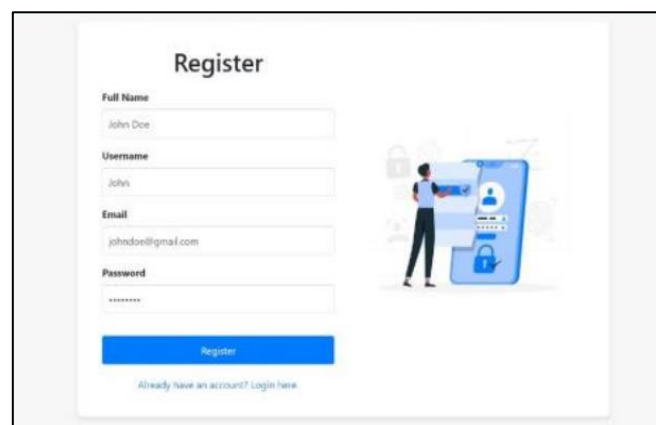 Register
Full Name
John Doe
Username
John
Email
johndoe@gmail.com
Password
********
Register
Already have an account? Login here